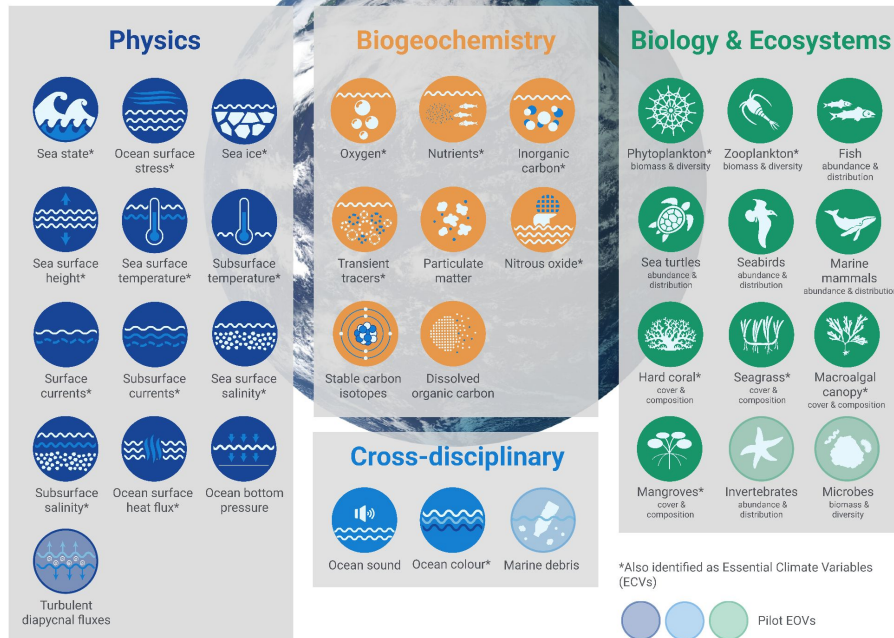 Physics
Sea state*
Ocean surface
stress*
Sea ice*
Sea surface
height*
Sea surface
temperature*
Subsurface
temperature*
Surface
currents*
Subsurface
currents*
Sea surface
salinity*
Subsurface
salinity*
Ocean surface
heat flux*
Ocean bottom
pressure
Turbulent
diapycnal fluxes
Biogeochemistry
Oxygen*
Nutrients*
Inorganic
carbon*
Transient
tracers*
Particulate
matter
Nitrous oxide*
Stable carbon
isotopes
Dissolved
organic carbon
Cross-disciplinary
Ocean sound
Ocean colour*
Marine debris
Biology & Ecosystems
Phytoplankton*
biomass & diversity
Zooplankton*
biomass & diversity
Fish
abundance &
distribution
Sea turtles
abundance &
distribution
Seabirds
abundance &
distribution
Marine
mammals
abundance & distribution
Hard coral*
cover &
composition
Seagrass*
cover &
composition
Macroalgal
canopy*
cover & composition
Mangroves*
cover &
composition
Invertebrates
abundance &
distribution
Microbes
biomass &
diversity
*Also identified as Essential Climate Variables
(ECVs)
Pilot EOVs